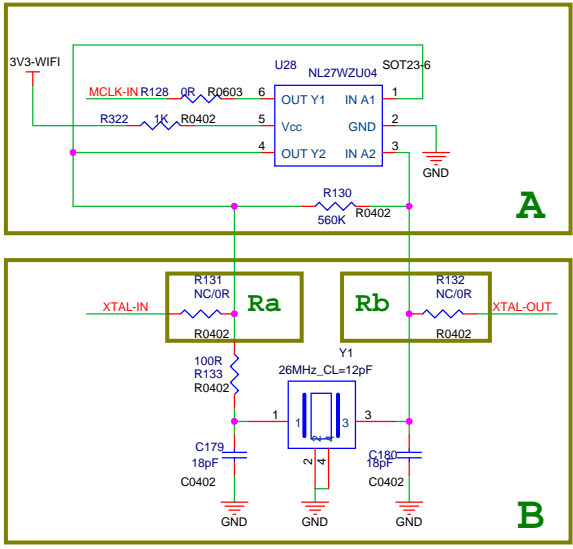 U28
NL27WZU04
SOT23-6
3V3-WIFI
MCLK-IN R128 0R R0603 6 OUT Y1 IN A1 1
R322 1K R0402 5 Vcc GND 2
4 OUT Y2 IN A2 3
GND
R130
R0402
560K
A
R131
NC/0R
Ra
XTAL-IN
R0402
R132
NC/0R
Rb
XTAL-OUT
R0402
100R
R133
R0402
Y1
26MHz_CL=12pF
1 1 3 3
2 4
2 4
C179
18pF
C0402
C180
18pF
C0402
GND
GND
GND
B